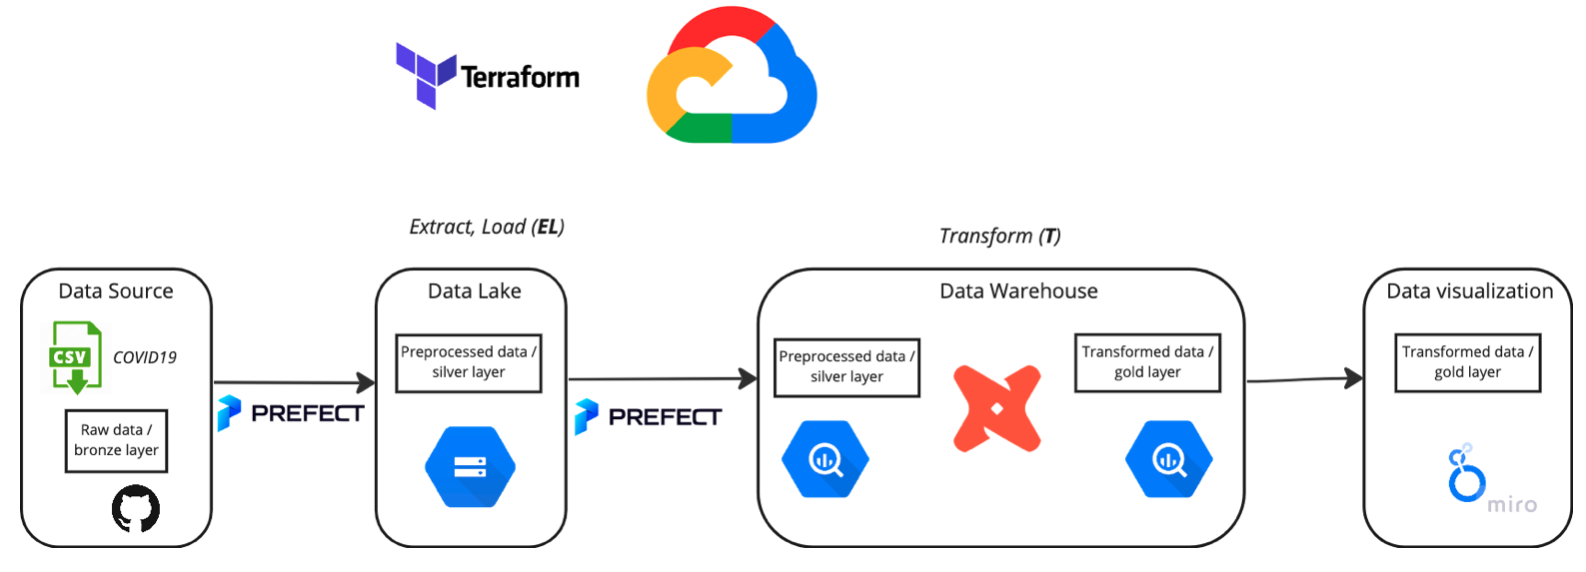 Terraform
Extract, Load (EL)
Transform (T)
Data Source
CSV
COVID19
Raw data /
bronze layer
PREFECT
Data Lake
Preprocessed data /
silver layer
PREFECT
Data Warehouse
Preprocessed data /
silver layer
Transformed data /
gold layer
Data visualization
Transformed data /
gold layer
miro